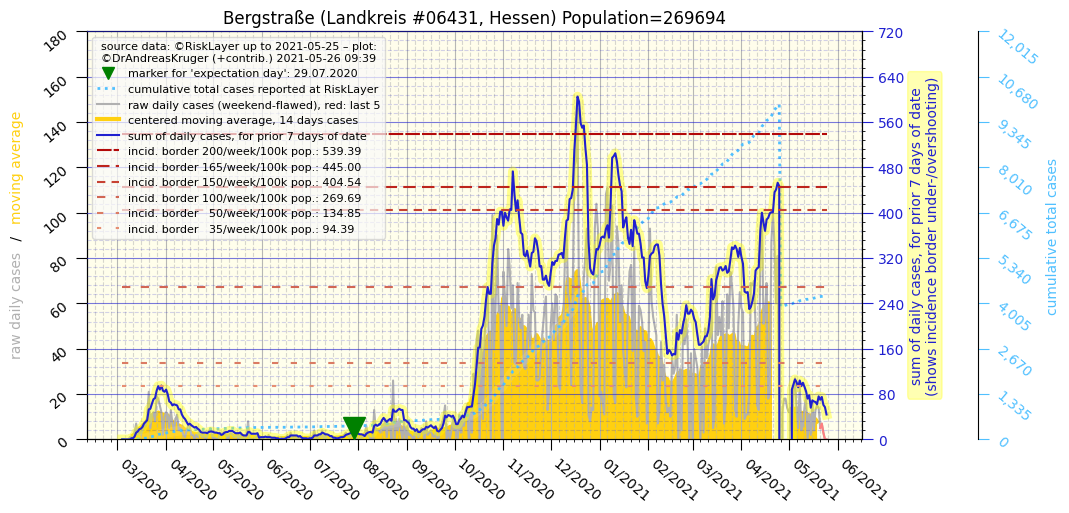 Bergstraße (Landkreis #06431, Hessen) Population=269694
source data: ©RiskLayer up to 2021-05-25 – plot:
©DrAndreasKruger (+contrib.) 2021-05-26 09:39
marker for 'expectation day': 29.07.2020
cumulative total cases reported at RiskLayer
raw daily cases (weekend-flawed), red: last 5
centered moving average, 14 days cases
sum of daily cases, for prior 7 days of date
incid. border 200/week/100k pop.: 539.39
incid. border 165/week/100k pop.: 445.00
incid. border 150/week/100k pop.: 404.54
incid. border 100/week/100k pop.: 269.69
incid. border 50/week/100k pop.: 134.85
incid. border 35/week/100k pop.: 94.39
raw daily cases / moving average
180
160
140
120
100
80
60
40
20
0
03/2020
04/2020
05/2020
06/2020
07/2020
08/2020
09/2020
10/2020
11/2020
12/2020
01/2021
02/2021
03/2021
04/2021
05/2021
06/2021
720
640
560
480
400
320
240
160
80
0
sum of daily cases, for prior 7 days of date
(shows incidence border under-/overshooting)
12,015
10,680
9,345
8,010
6,675
5,340
4,005
2,670
1,335
0
cumulative total cases